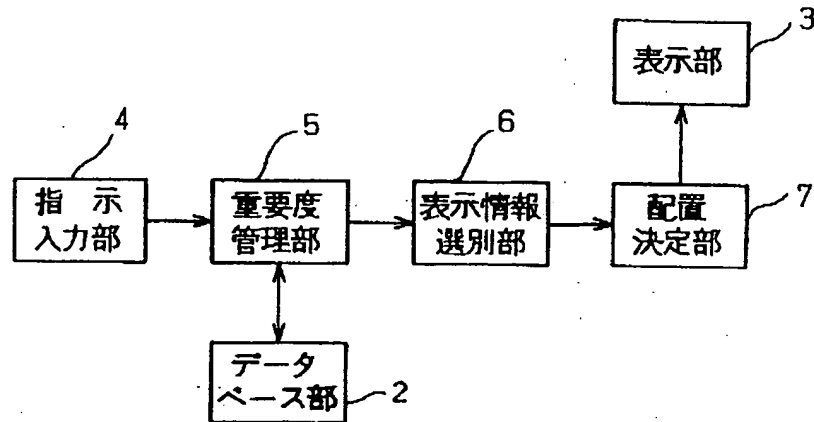 3
表示部
4
5
6
指 示
入力部
重要度
管理部
表示情報
選別部
配置
決定部
7
データ
ベース部
2